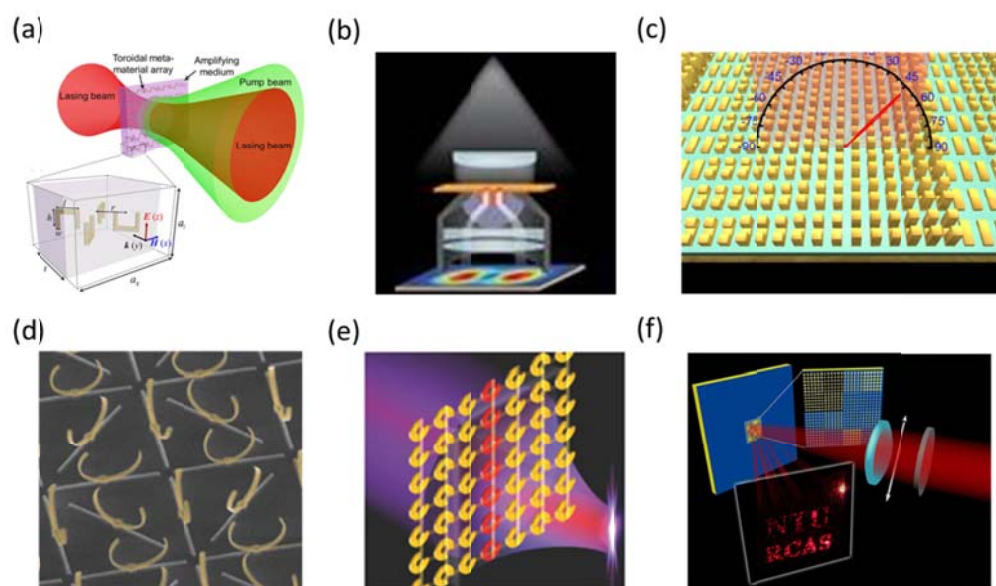 (a)
Toroidal meta-
material array
Amplifying
medium
Lasing beam
Pump beam
Lasing beam
l
r
h
w
E (z)
k (y)
H (x)
a
t
a
(b)
(c)
-30
-45
-60
-75
-90
30
45
60
75
90
(d)
(e)
(f)
NTU
RCAS